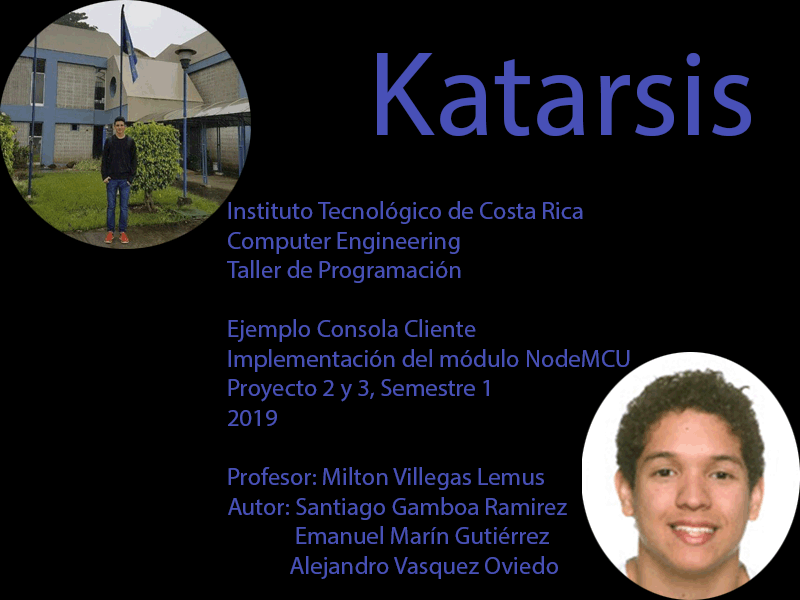 Katarsis
Instituto Tecnológico de Costa Rica
Computer Engineering
Taller de Programación
Ejemplo Consola Cliente
Implementación del módulo NodeMCU
Proyecto 2 y 3, Semestre 1
2019
Profesor: Milton Villegas Lemus
Autor: Santiago Gamboa Ramirez
Emanuel Marín Gutiérrez
Alejandro Vasquez Oviedo